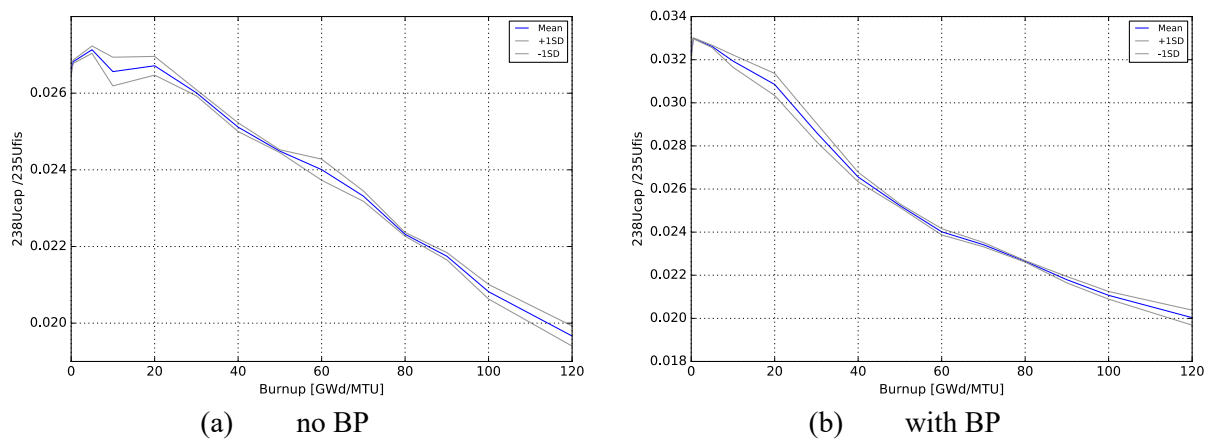 Mean
+1SD
-1SD
0.026
0.024
0.022
0.020
238Ucap /235Ufis
0 20 40 60 80 100 120
Burnup [GWd/MTU]
(a) no BP
Mean
+1SD
-1SD
0.034
0.032
0.030
0.028
0.026
0.024
0.022
0.020
0.018
238Ucap /235Ufis
0 20 40 60 80 100 120
Burnup [GWd/MTU]
(b) with BP